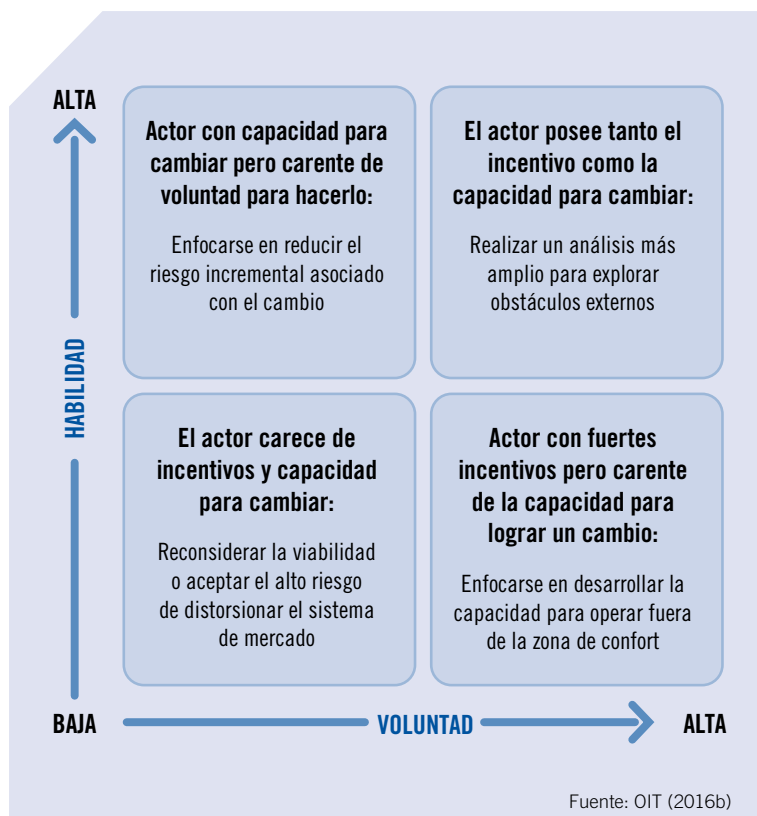 ALTA
Actor con capacidad para
cambiar pero carente de
voluntad para hacerlo:
Enfocarse en reducir el
riesgo incremental asociado
con el cambio
El actor posee tanto el
incentivo como la
capacidad para cambiar:
Realizar un análisis más
amplio para explorar
obstáculos externos
HABILIDAD
El actor carece de
incentivos y capacidad
para cambiar:
Reconsiderar la viabilidad
o aceptar el alto riesgo
de distorsionar el sistema
de mercado
Actor con fuertes
incentivos pero carente
de la capacidad para
lograr un cambio:
Enfocarse en desarrollar la
capacidad para operar fuera
de la zona de confort
BAJA
VOLUNTAD
ALTA
Fuente: OIT (2016b)